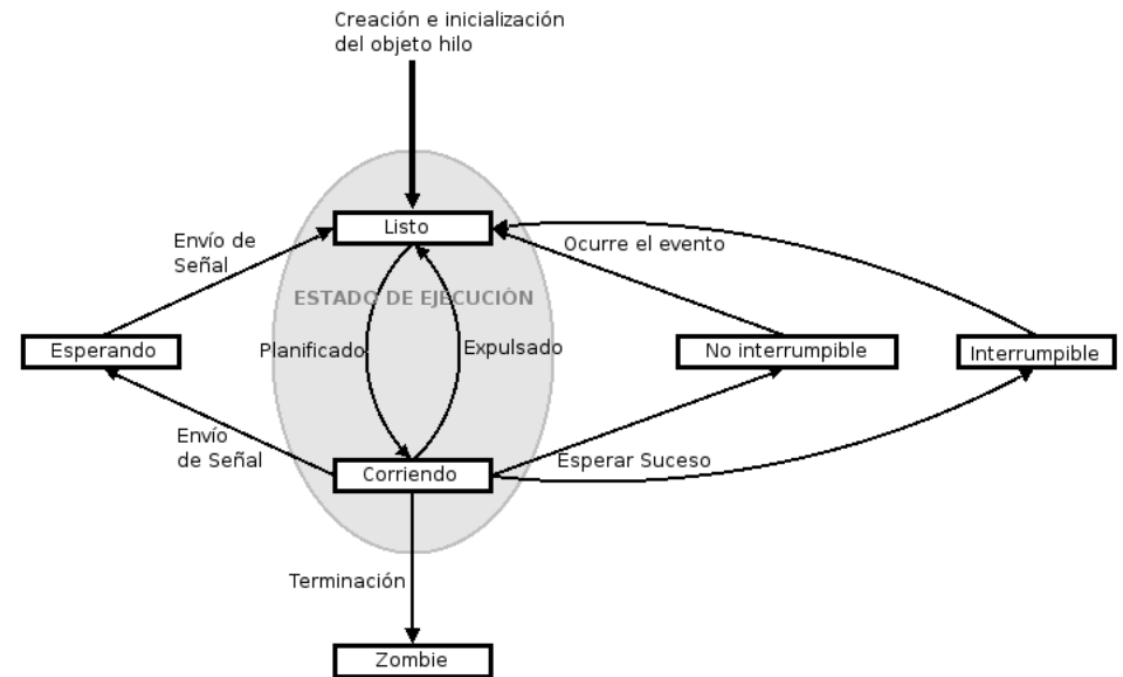 Creación e inicialización
del objeto hilo
Listo
Envío de
Señal
Ocurre el evento
ESTADO DE EJECUCIÓN
Esperando
Planificado
Expulsado
No interrumpible
Interrumpible
Envío
de Señal
Corriendo
Esperar Suceso
Terminación
Zombie